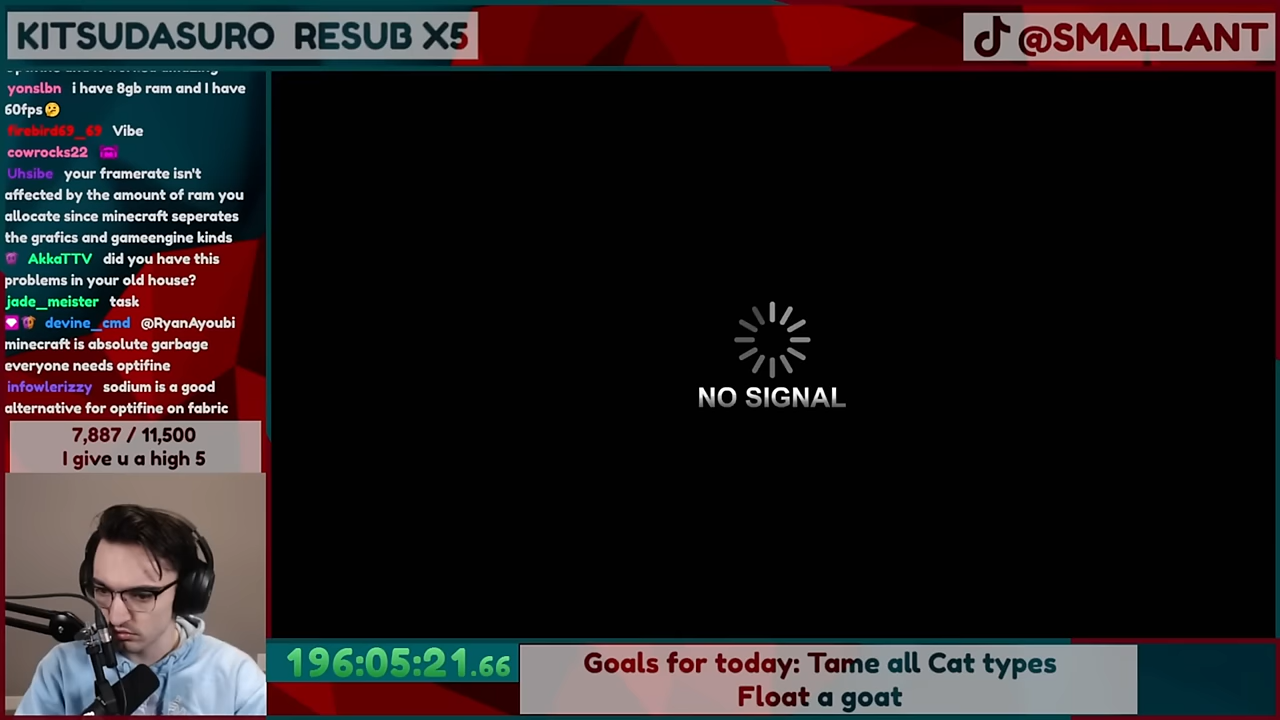 KITSUDASURO RESUB X5
@SMALLANT
yonslbn i have 8gb ram and I have
60fps🤔
firebird69_69 Vibe
cowrocks22
Uhsibe your framerate isn't
affected by the amount of ram you
allocate since minecraft seperates
the grafics and gameengine kinds
AkkaTTV did you have this
problems in your old house?
jade_meister task
devine_cmd @RyanAyoubi
minecraft is absolute garbage
everyone needs optifine
infowlerizzy sodium is a good
alternative for optifine on fabric
7,887 / 11,500
I give u a high 5
NO SIGNAL
196:05:21.66
Goals for today: Tame all Cat types
Float a goat